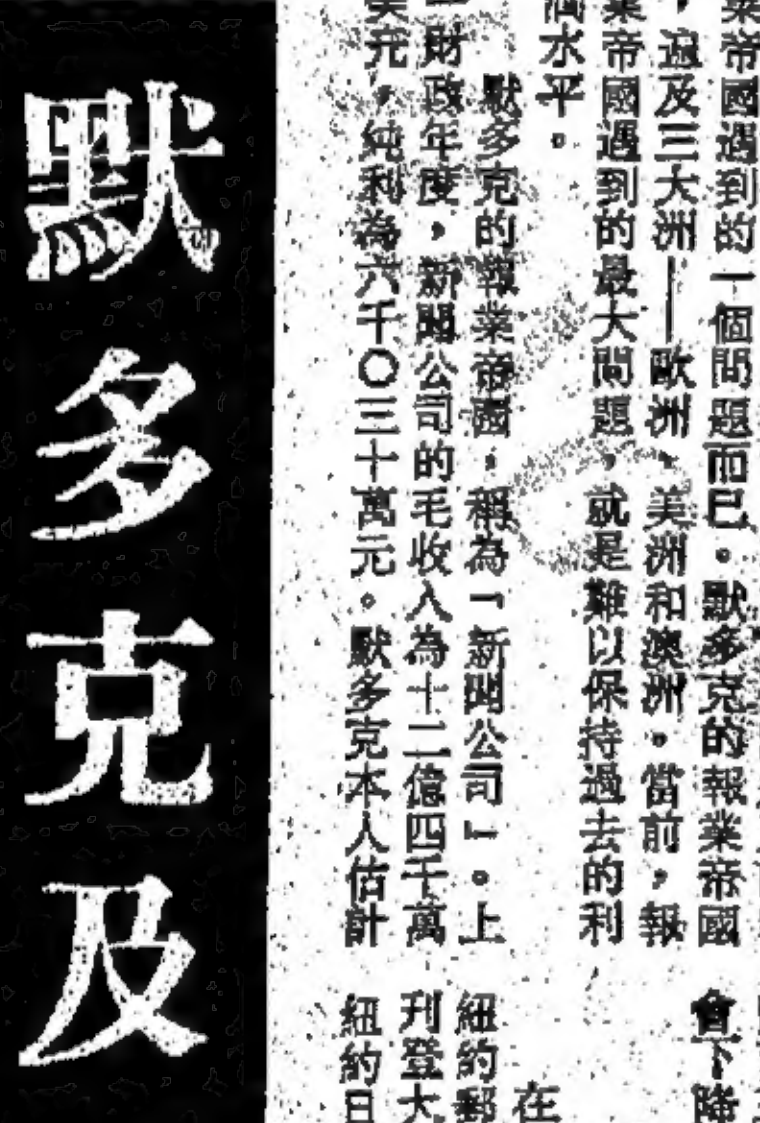 業帝國遇到的一個問題而已。默多克的報業帝國
，遍及三大洲——歐洲、美洲和澳洲。當前，報
業帝國遇到的最大問題，就是難以保持過去的利
潤水平。
默多克的報業帝國，稱為「新聞公司」。上
財政年度，新聞公司的毛收入為十二億四千萬
美元，純利為六千〇三十萬元。默多克本人估計
會下降
在
紐約郵
刋登大
紐約日
默多克及